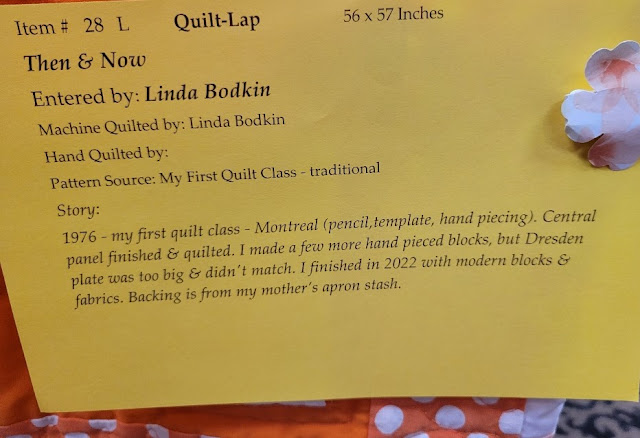 Item # 28 L Quilt-Lap 56 x 57 Inches
Then & Now
Entered by: Linda Bodkin
Machine Quilted by: Linda Bodkin
Hand Quilted by:
Pattern Source: My First Quilt Class - traditional
Story:
1976 - my first quilt class - Montreal (pencil,template, hand piecing). Central
panel finished & quilted. I made a few more hand pieced blocks, but Dresden
plate was too big & didn't match. I finished in 2022 with modern blocks &
fabrics. Backing is from my mother's apron stash.